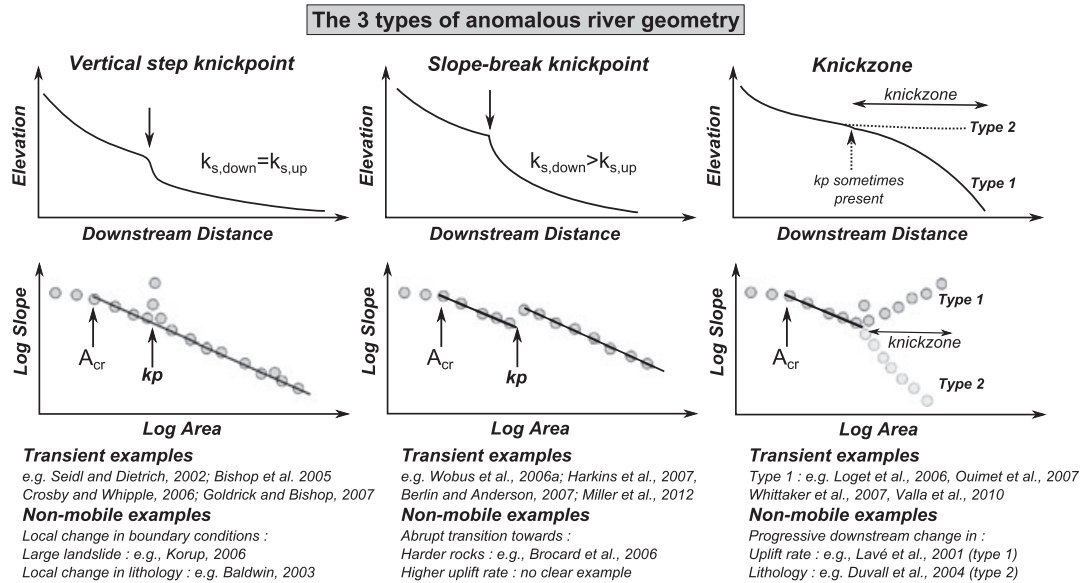 The 3 types of anomalous river geometry
Vertical step knickpoint
Elevation
ks,down=ks,up
Downstream Distance
Slope-break knickpoint
Elevation
ks,down>ks,up
Downstream Distance
Knickzone
Elevation
knickzone
Type 2
kp sometimes
present
Type 1
Downstream Distance
Log Slope
Acr
kp
Log Area
Log Slope
Acr
kp
Log Area
Log Slope
Acr
Type 1
knickzone
Type 2
Log Area
Transient examples
e.g. Seidl and Dietrich, 2002; Bishop et al. 2005
Crosby and Whipple, 2006; Goldrick and Bishop, 2007
Non-mobile examples
Local change in boundary conditions :
Large landslide : e.g., Korup, 2006
Local change in lithology : e.g. Baldwin, 2003
Transient examples
e.g. Wobus et al., 2006a; Harkins et al., 2007,
Berlin and Anderson, 2007; Miller et al., 2012
Non-mobile examples
Abrupt transition towards :
Harder rocks : e.g., Brocard et al., 2006
Higher uplift rate : no clear example
Transient examples
Type 1 : e.g. Loget et al., 2006, Ouimet et al., 2007
Whittaker et al., 2007, Valla et al., 2010
Non-mobile examples
Progressive downstream change in :
Uplift rate : e.g., Lavé et al., 2001 (type 1)
Lithology : e.g. Duvall et al., 2004 (type 2)